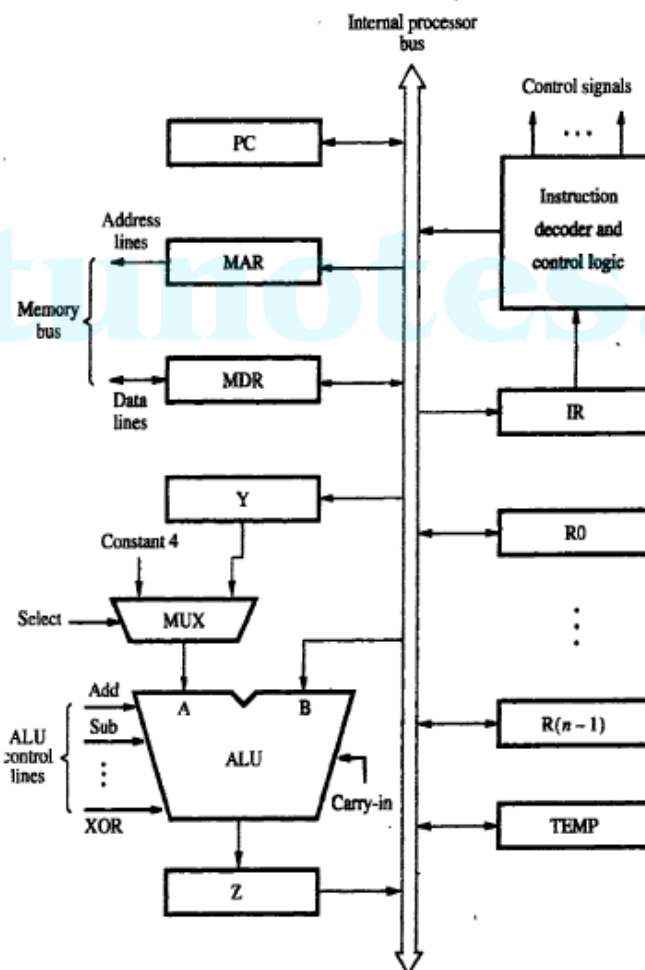 Internal processor
bus
Control signals
...
PC
Instruction
decoder and
control logic
Address
lines
MAR
Memory
bus
MDR
Data
lines
IR
Y
R0
Constant 4
Select
MUX
Add
A
B
R(n − 1)
Sub
ALU
control
lines
ALU
XOR
Carry-in
TEMP
Z
tunotes.